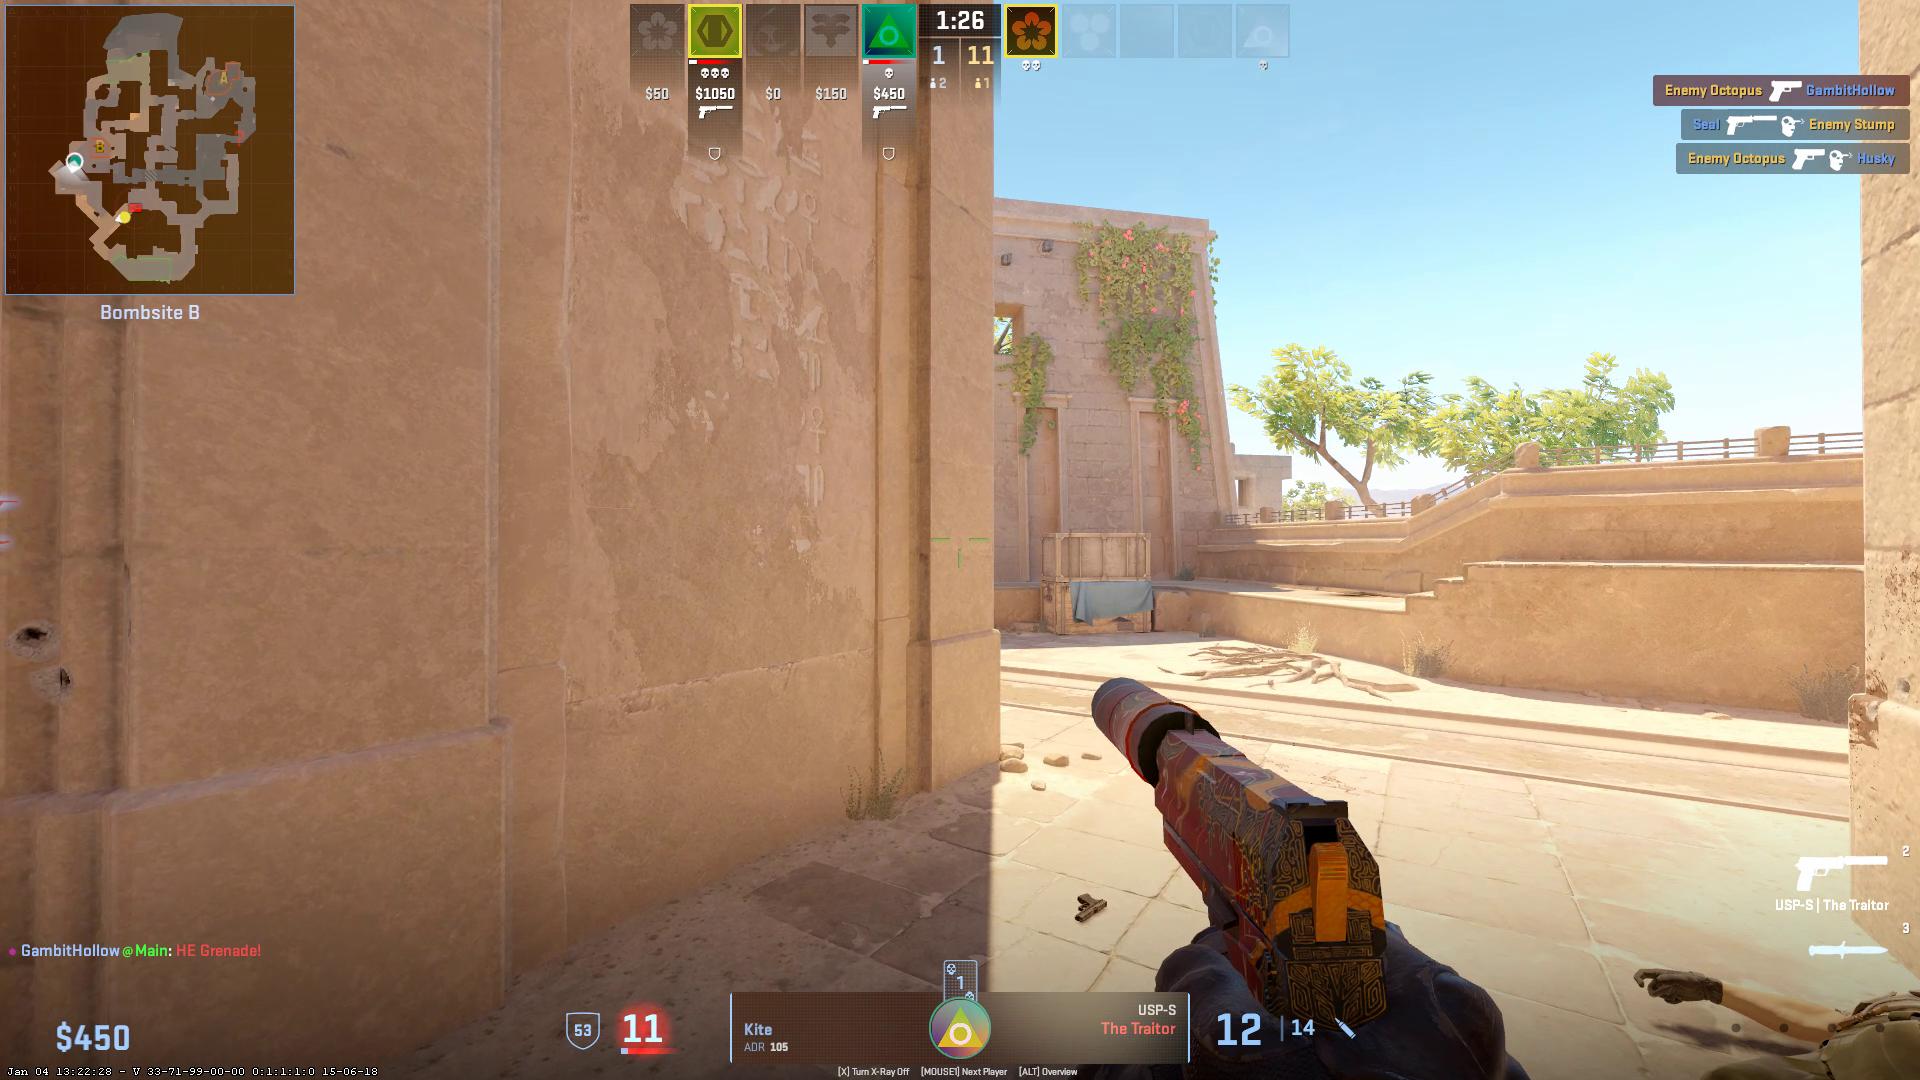 1:26
1 11
2 1
$50 $1050 $0 $150 $450
A
B
Bombsite B
Enemy Octopus GambitHollow
Seal Enemy Stump
Enemy Octopus Husky
GambitHollow@Main: HE Grenade!
$450
53 11
1
Kite
ADR 105
USP-S
The Traitor
12 |14
2
USP-S | The Traitor
3
[X] Turn X-Ray Off [MOUSE1] Next Player [ALT] Overview
Jan 04 13:22:28 - V 33-71-99-00-00 0:1:1:1:0 15-06-18